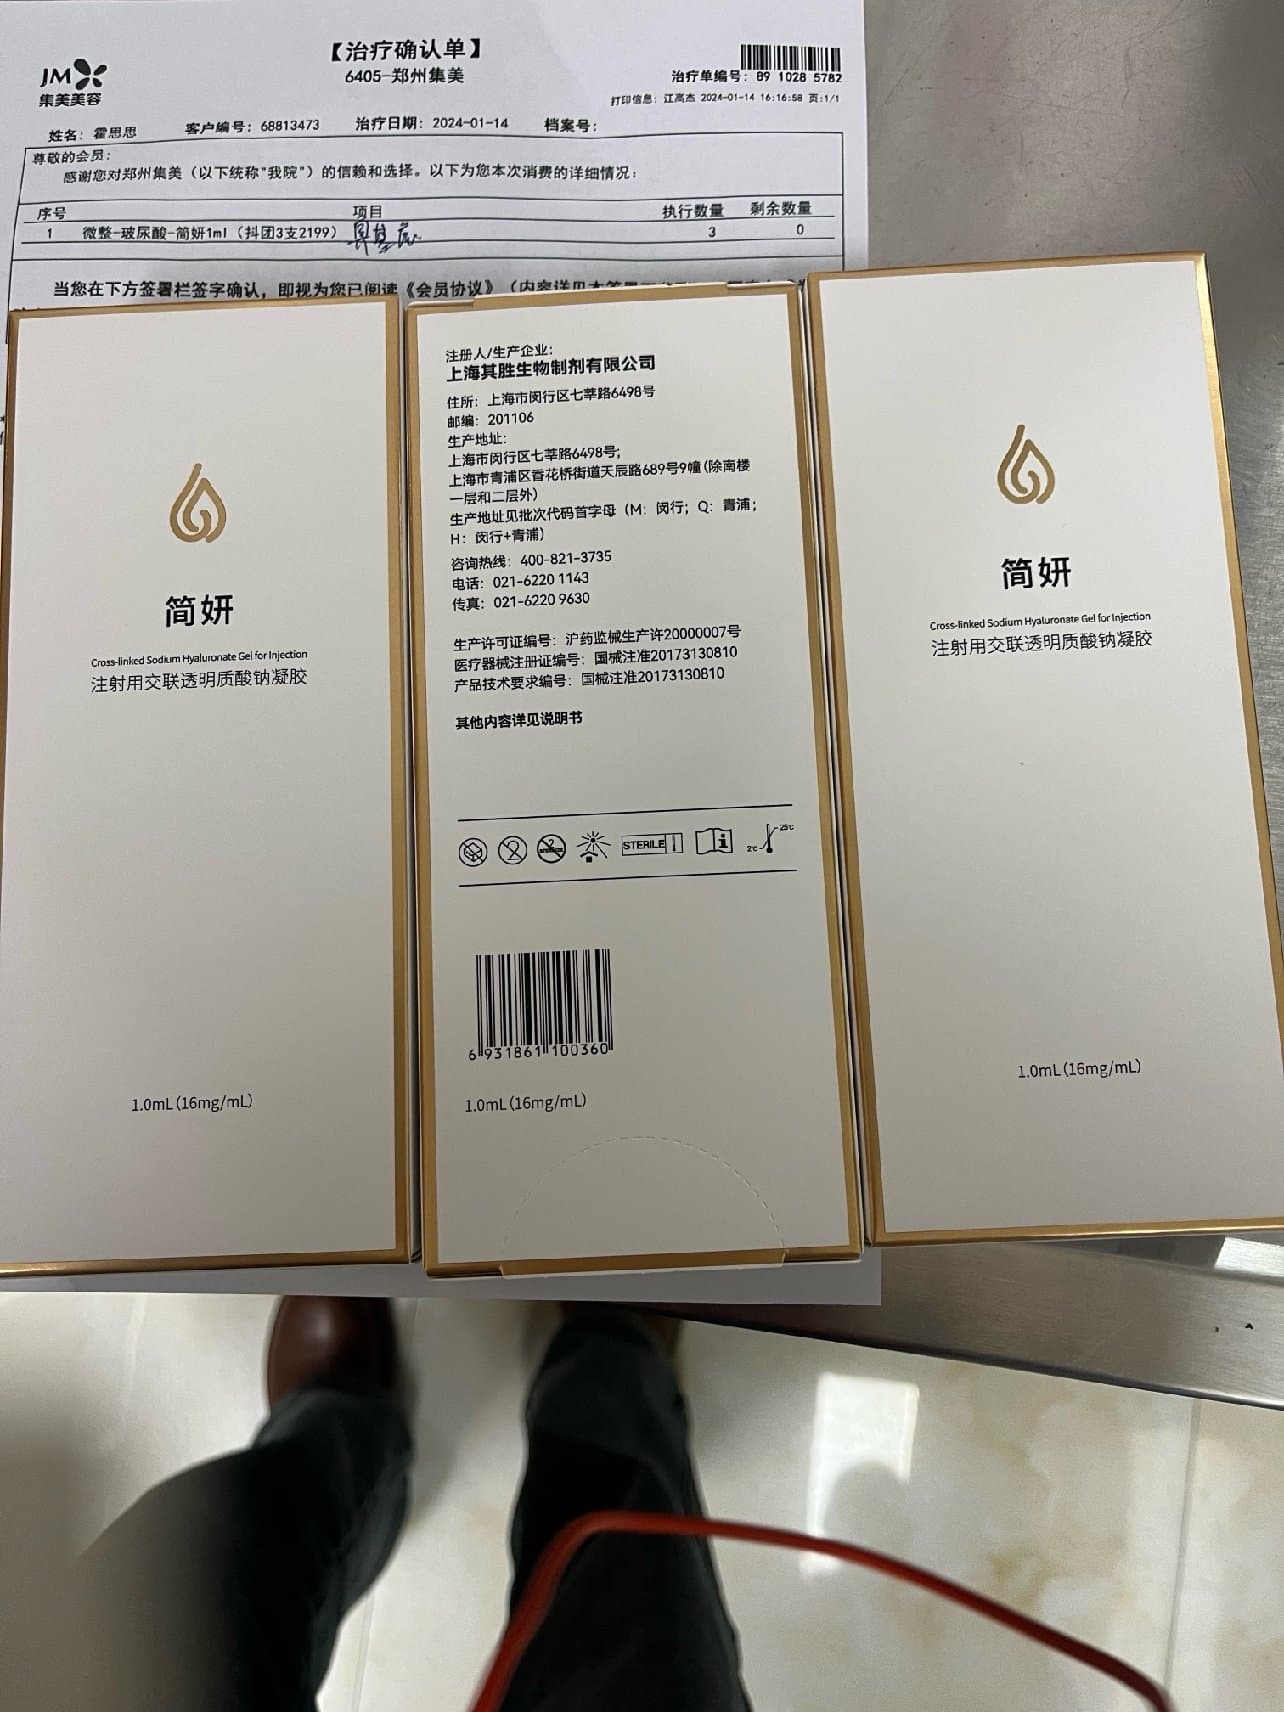 JM
集美美容
【治疗确认单】
6405-郑州集美
治疗单编号: 89 1028 5782
打印信息: 江高杰 2024-01-14 16:16:58 页:1/1
姓名: 霍思思 客户编号: 68813473 治疗日期: 2024-01-14 档案号:
尊敬的会员:
感谢您对郑州集美（以下统称"我院"）的信赖和选择。以下为您本次消费的详细情况:
序号 项目 执行数量 剩余数量
1 微整-玻尿酸-简妍1ml（抖团3支2199） 3 0
当您在下方签署栏签字确认，即视为您已阅读《会员协议》（内容详见本
简妍
Cross-linked Sodium Hyaluronate Gel for Injection
注射用交联透明质酸钠凝胶
1.0mL(16mg/mL)
注册人/生产企业:
上海其胜生物制剂有限公司
住所: 上海市闵行区七莘路6498号
邮编: 201106
生产地址:
上海市闵行区七莘路6498号;
上海市青浦区香花桥街道天辰路689号9幢(除南楼
一层和二层外)
生产地址见批次代码首字母（M: 闵行; Q: 青浦;
H: 闵行+青浦）
咨询热线: 400-821-3735
电话: 021-6220 1143
传真: 021-6220 9630
生产许可证编号: 沪药监械生产许20000007号
医疗器械注册证编号: 国械注准20173130810
产品技术要求编号: 国械注准20173130810
其他内容详见说明书
STERILE
2℃ 25℃
6 931861 100360
1.0mL(16mg/mL)
简妍
Cross-linked Sodium Hyaluronate Gel for Injection
注射用交联透明质酸钠凝胶
1.0mL(16mg/mL)